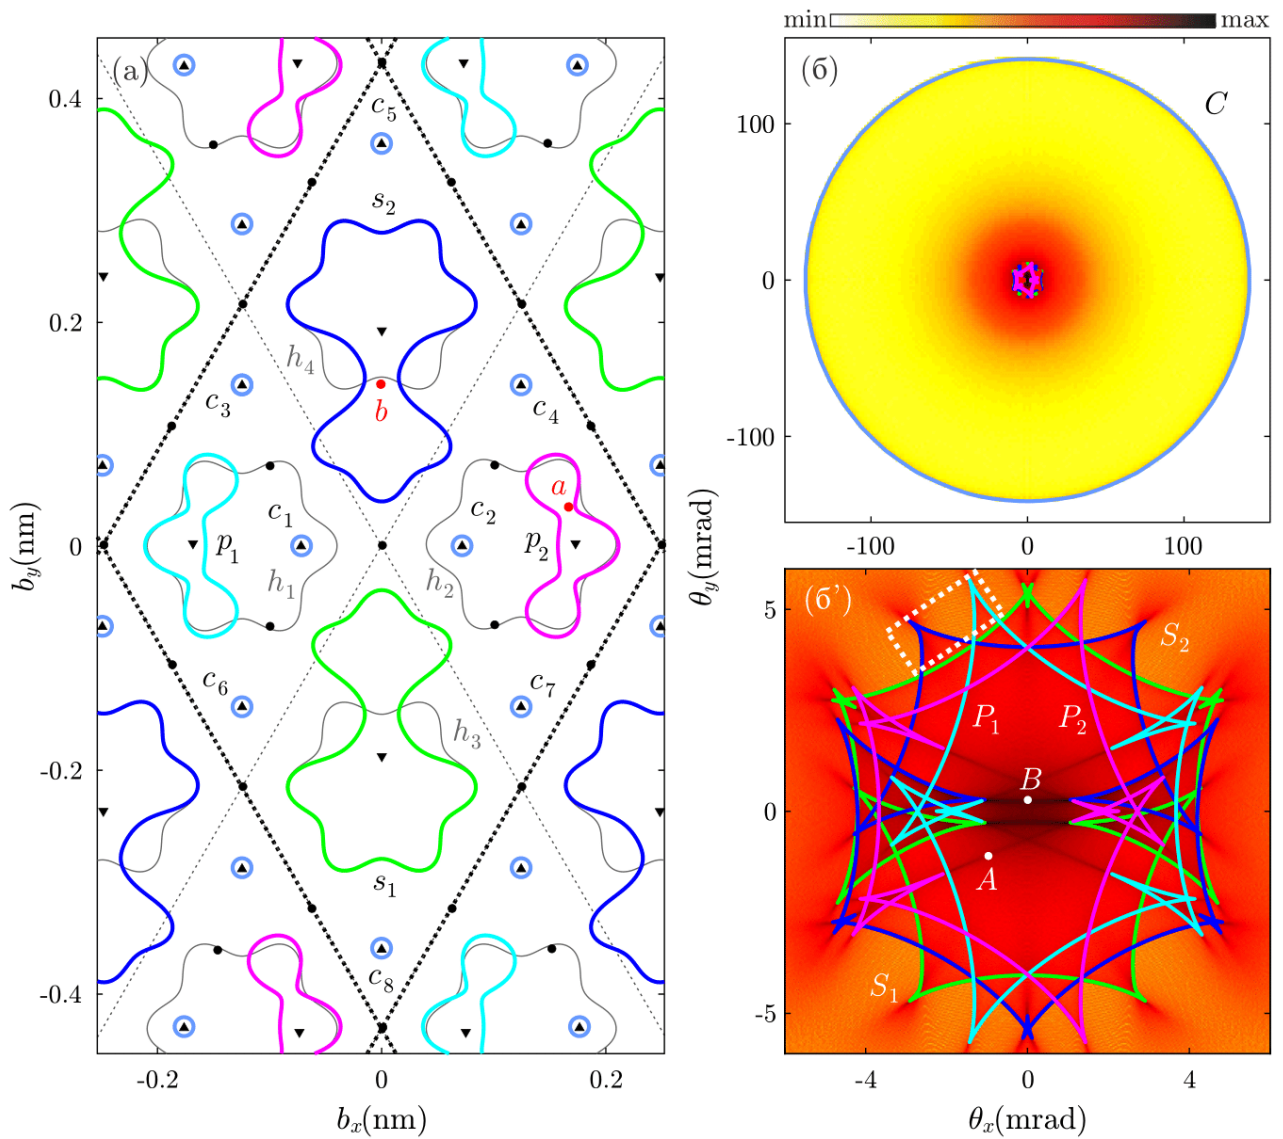 min max
(а)
(б)
C
c5
s2
h4
b
c3
c4
a
c1
c2
p1
p2
h1
h2
c6
c7
h3
s1
c8
0.4
0.2
0
-0.2
-0.4
by(nm)
-0.2 0 0.2
bx(nm)
100
0
-100
-100 0 100
θy(mrad)
(б’)
S2
P1
P2
B
A
S1
5
0
-5
-4 0 4
θx(mrad)